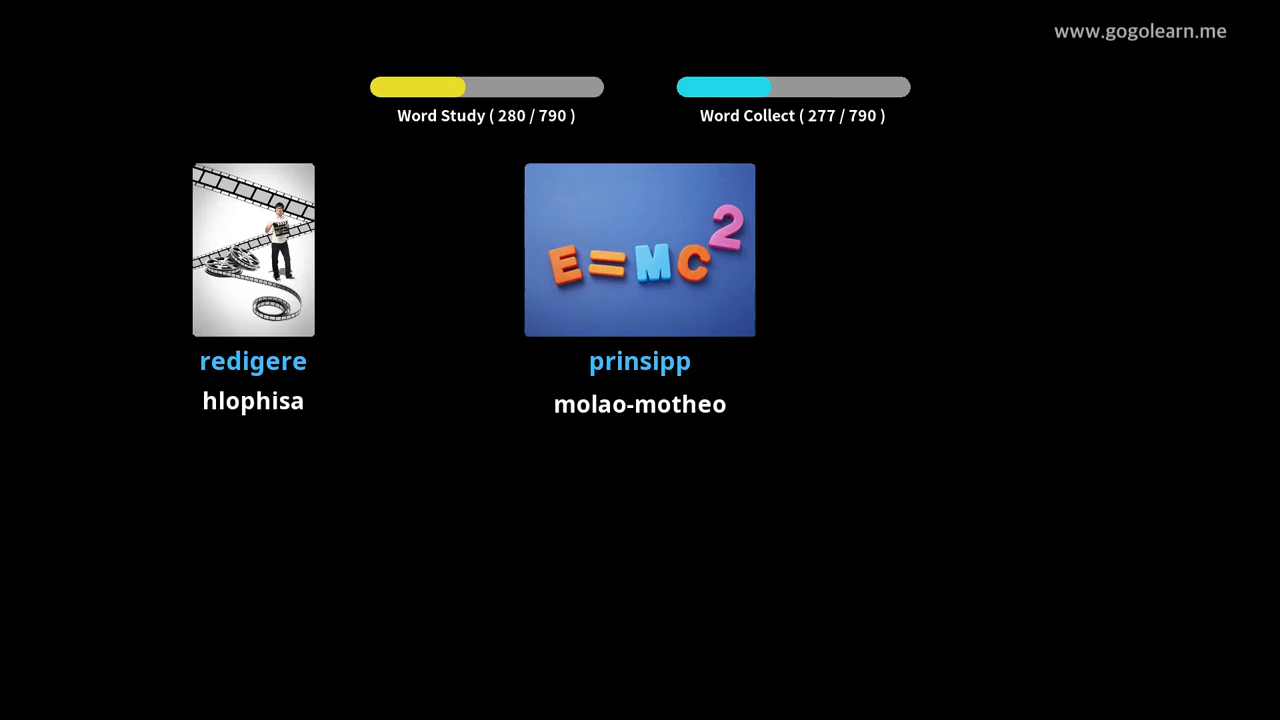 www.gogolearn.me
Word Study ( 280 / 790 )
Word Collect ( 277 / 790 )
E=MC2
redigere
prinsipp
hlophisa
molao-motheo